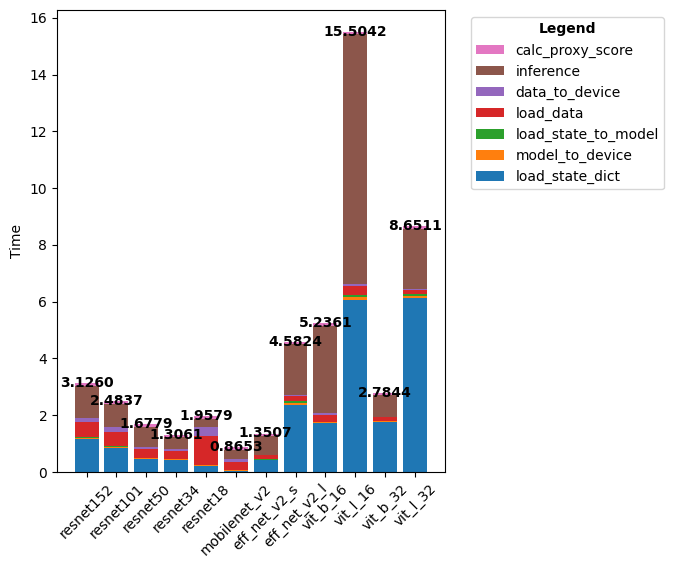 16
14
12
10
8
6
4
2
0
Time
3.1260
2.4837
1.6779
1.3061
1.9579
0.8653
1.3507
4.5824
5.2361
15.5042
2.7844
8.6511
resnet152
resnet101
resnet50
resnet34
resnet18
mobilenet_v2
eff_net_v2_s
eff_net_v2_l
vit_b_16
vit_l_16
vit_b_32
vit_l_32
Legend
calc_proxy_score
inference
data_to_device
load_data
load_state_to_model
model_to_device
load_state_dict